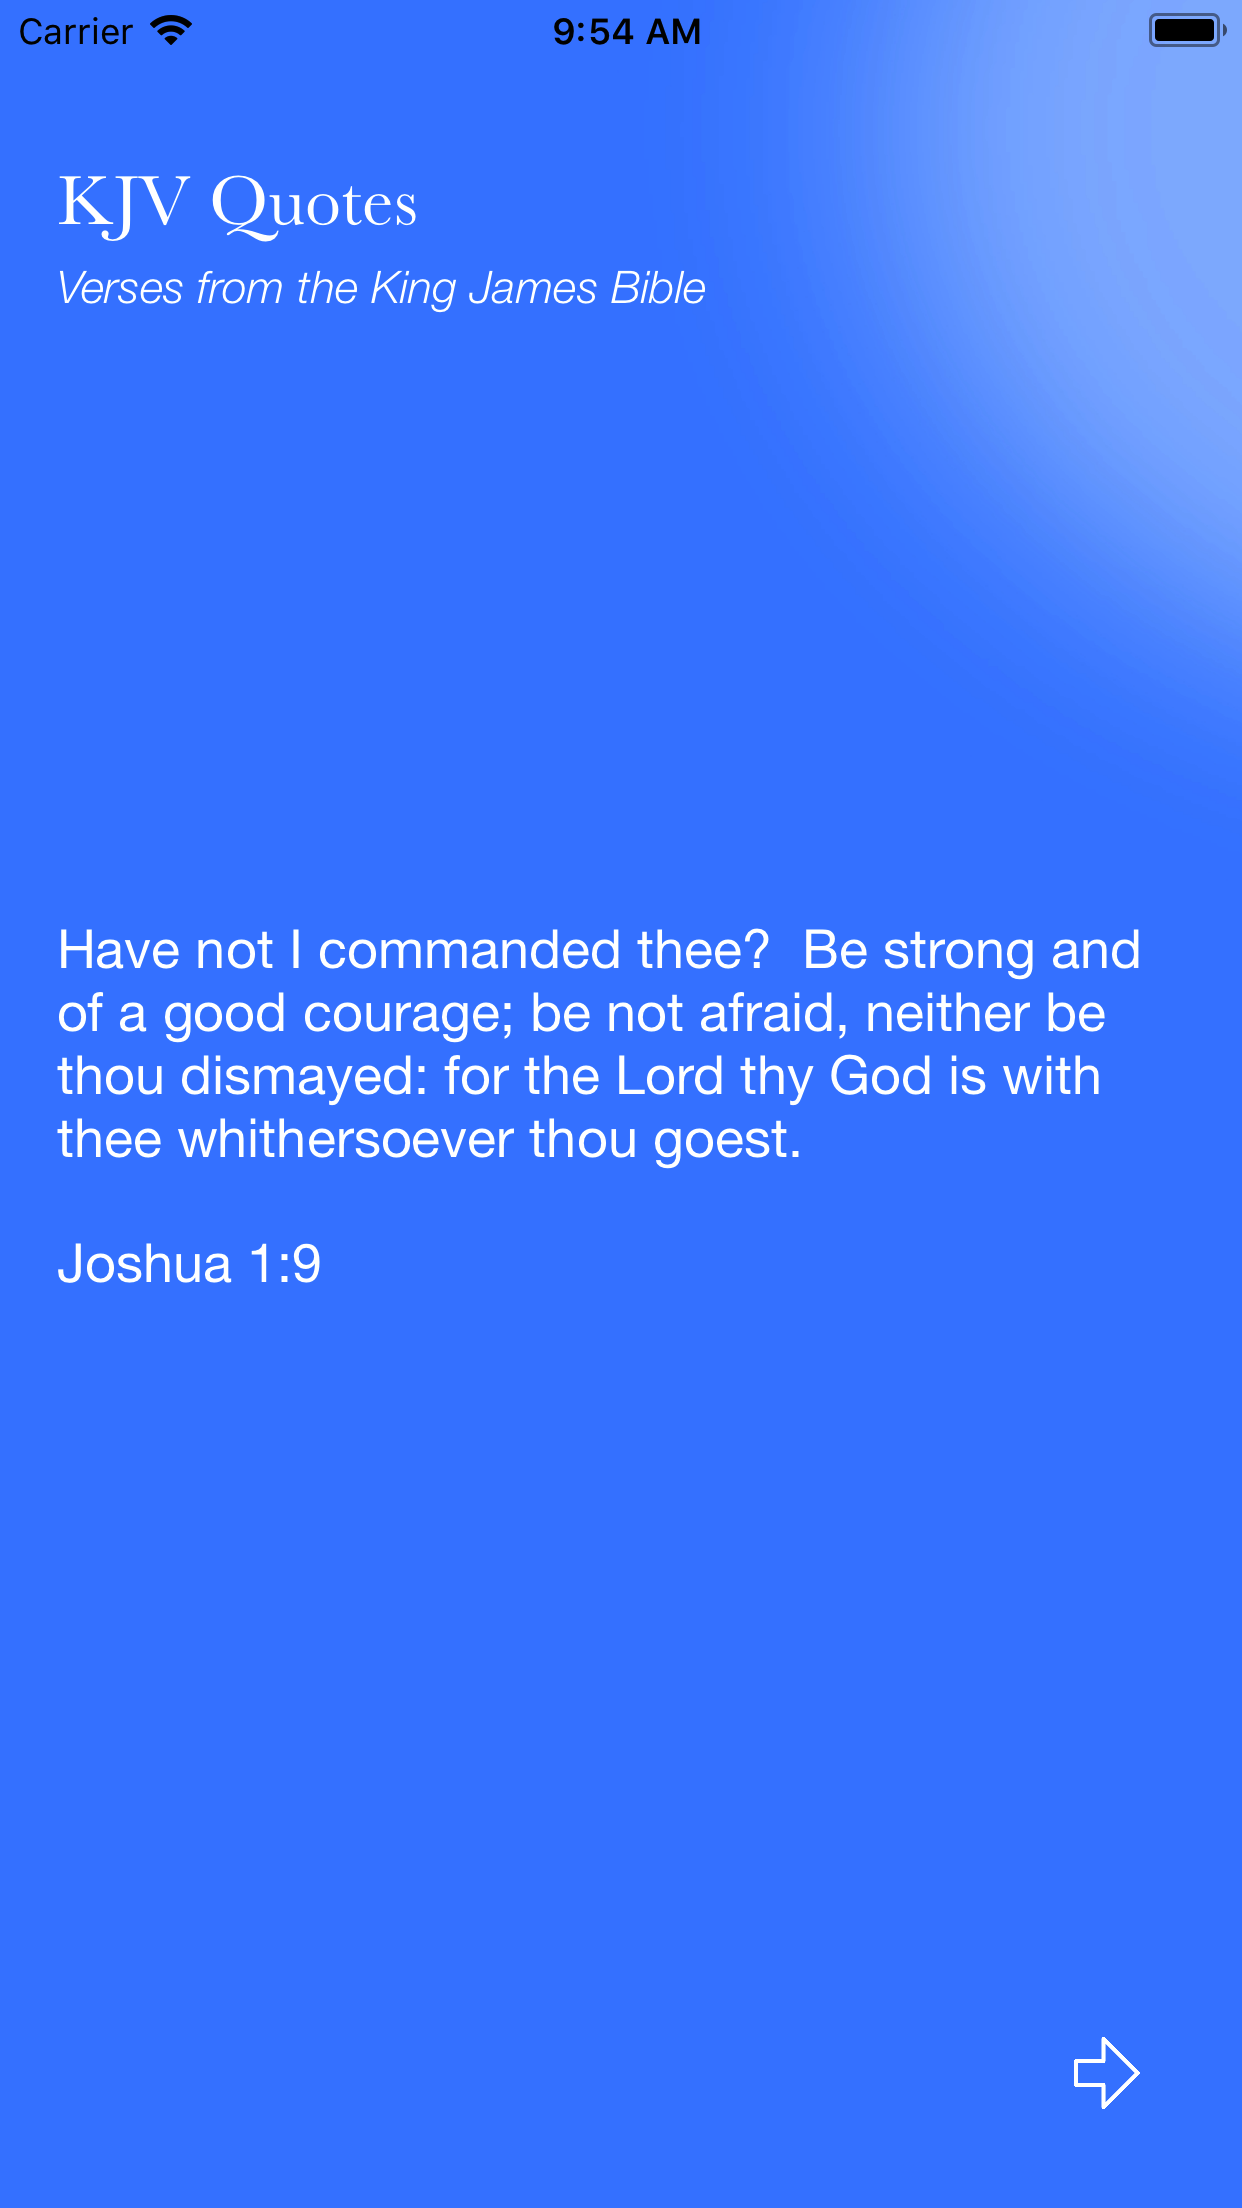 Carrier
9:54 AM
KJV Quotes
Verses from the King James Bible
Have not I commanded thee?  Be strong and
of a good courage; be not afraid, neither be
thou dismayed: for the Lord thy God is with
thee whithersoever thou goest.
Joshua 1:9